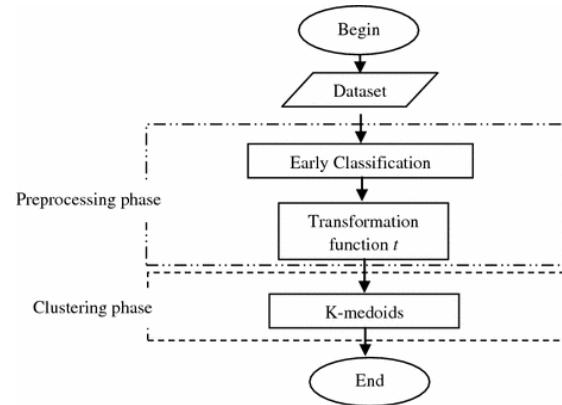 Begin
Dataset
Early Classification
Preprocessing phase
Transformation
function t
Clustering phase
K-medoids
End